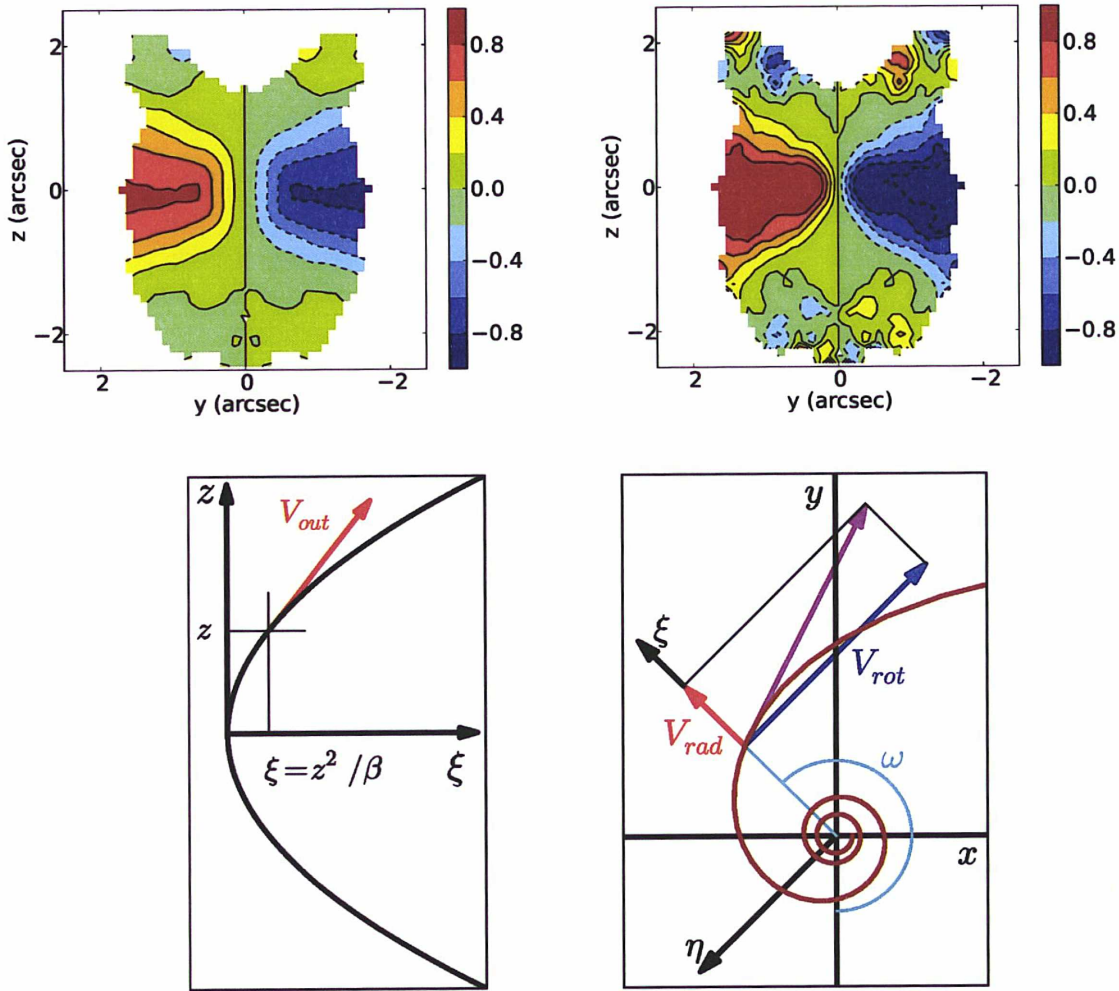 2
0
−2
z (arcsec)
2
0
−2
y (arcsec)
0.8
0.4
0.0
−0.4
−0.8
2
0
−2
z (arcsec)
2
0
−2
y (arcsec)
0.8
0.4
0.0
−0.4
−0.8
z
V_out
z
ξ=z² /β
ξ
y
ξ
V_rot
V_rad
ω
x
η